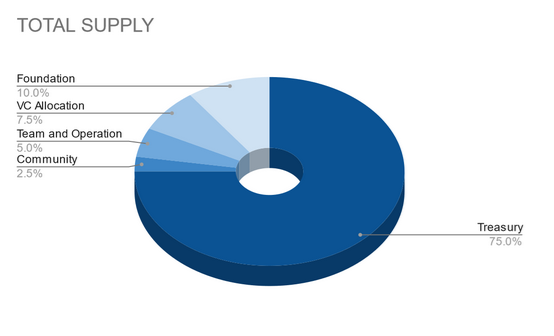 TOTAL SUPPLY
Foundation
10.0%
VC Allocation
7.5%
Team and Operation
5.0%
Community
2.5%
Treasury
75.0%